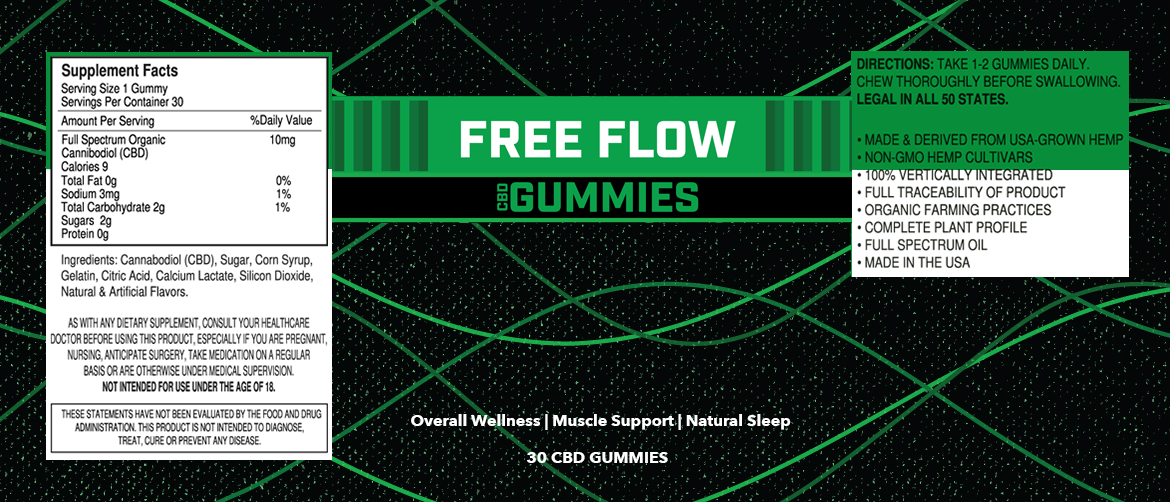 Supplement Facts
Serving Size 1 Gummy
Servings Per Container 30
Amount Per Serving %Daily Value
Full Spectrum Organic 10mg
Cannibodiol (CBD)
Calories 9
Total Fat 0g 0%
Sodium 3mg 1%
Total Carbohydrate 2g 1%
Sugars 2g
Protein 0g
Ingredients: Cannabodiol (CBD), Sugar, Corn Syrup,
Gelatin, Citric Acid, Calcium Lactate, Silicon Dioxide,
Natural & Artificial Flavors.
AS WITH ANY DIETARY SUPPLEMENT, CONSULT YOUR HEALTHCARE
DOCTOR BEFORE USING THIS PRODUCT, ESPECIALLY IF YOU ARE PREGNANT,
NURSING, ANTICIPATE SURGERY, TAKE MEDICATION ON A REGULAR
BASIS OR ARE OTHERWISE UNDER MEDICAL SUPERVISION.
NOT INTENDED FOR USE UNDER THE AGE OF 18.
THESE STATEMENTS HAVE NOT BEEN EVALUATED BY THE FOOD AND DRUG
ADMINISTRATION. THIS PRODUCT IS NOT INTENDED TO DIAGNOSE,
TREAT, CURE OR PREVENT ANY DISEASE.
FREE FLOW
CBD GUMMIES
Overall Wellness | Muscle Support | Natural Sleep
30 CBD GUMMIES
DIRECTIONS: TAKE 1-2 GUMMIES DAILY.
CHEW THOROUGHLY BEFORE SWALLOWING.
LEGAL IN ALL 50 STATES.
• MADE & DERIVED FROM USA-GROWN HEMP
• NON-GMO HEMP CULTIVARS
• 100% VERTICALLY INTEGRATED
• FULL TRACEABILITY OF PRODUCT
• ORGANIC FARMING PRACTICES
• COMPLETE PLANT PROFILE
• FULL SPECTRUM OIL
• MADE IN THE USA